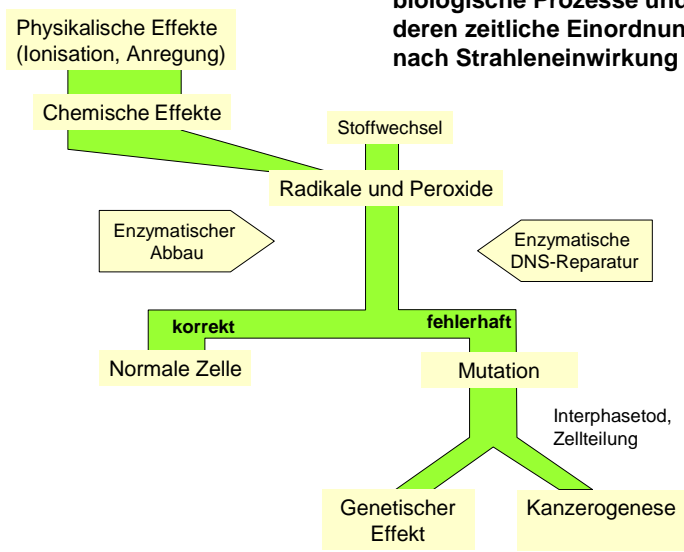 biologische Prozesse und
deren zeitliche
nach Strahleneinwirkung
Physikalische Effekte
(Ionisation, Anregung)
Chemische Effekte
Stoffwechsel
Radikale und Peroxide
Enzymatischer
Abbau
Enzymatische
DNS-Reparatur
korrekt
fehlerhaft
Normale Zelle
Mutation
Interphasetod,
Zellteilung
Genetischer
Effekt
Kanzerogenese